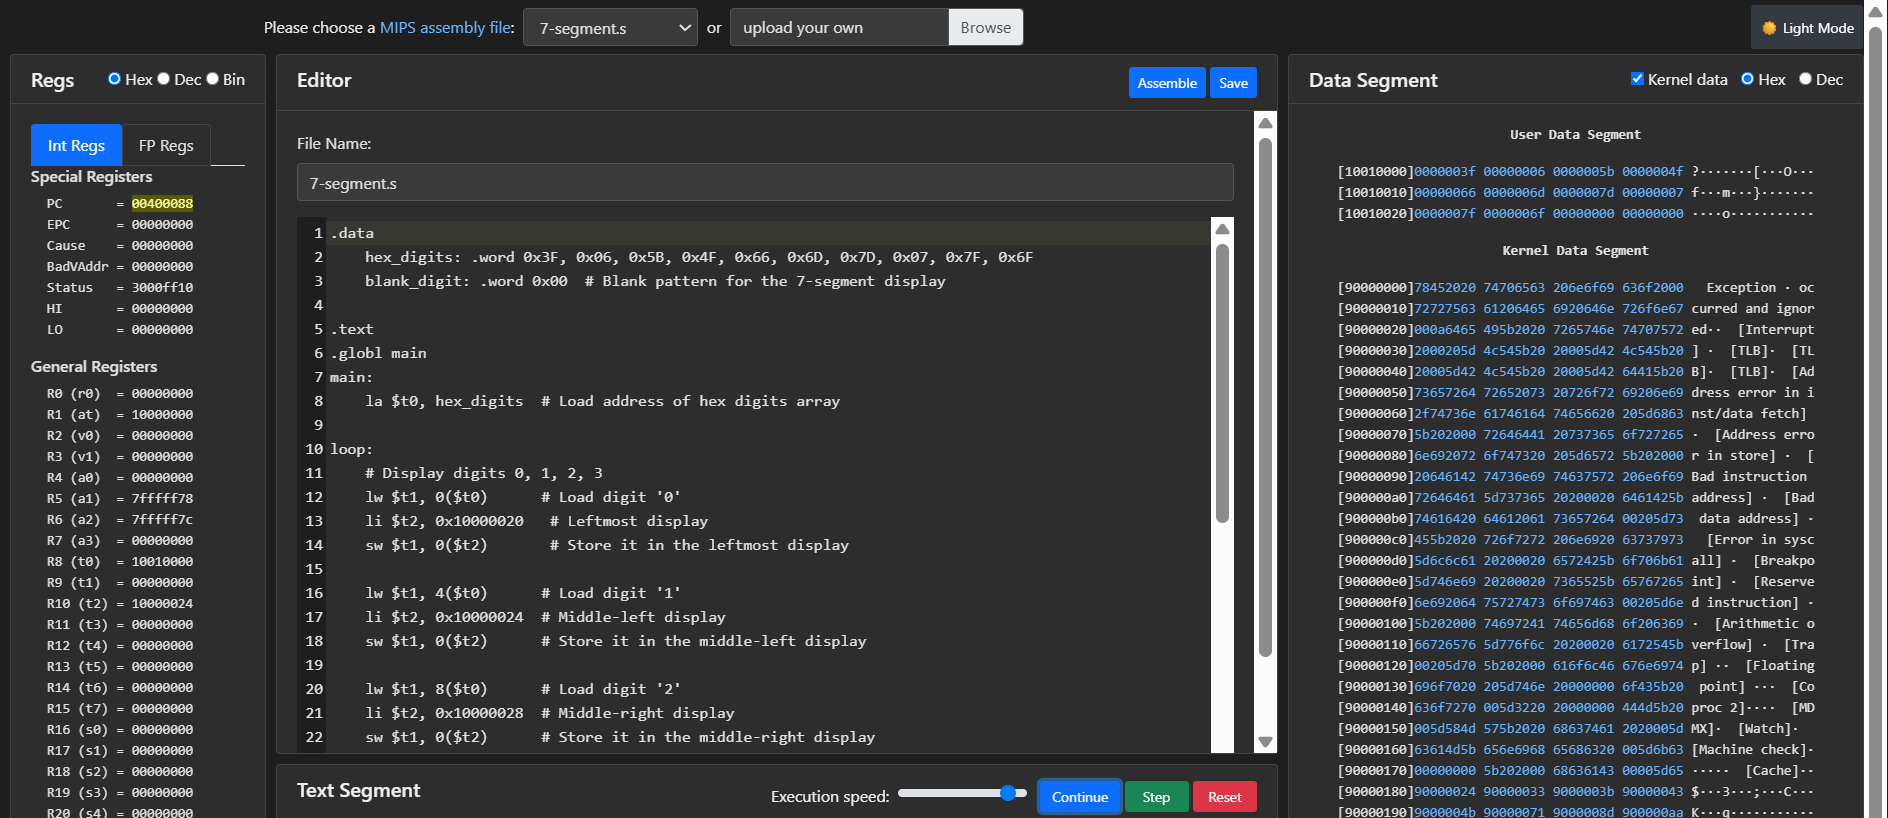 Please choose a MIPS assembly file: 7-segment.s or upload your own Browse
Light Mode
Regs Hex Dec Bin
Int Regs FP Regs
Special Registers
PC = 00400088
EPC = 00000000
Cause = 00000000
BadVAddr = 00000000
Status = 3000ff10
HI = 00000000
LO = 00000000
General Registers
R0 (r0) = 00000000
R1 (at) = 10000000
R2 (v0) = 00000000
R3 (v1) = 00000000
R4 (a0) = 00000000
R5 (a1) = 7fffff78
R6 (a2) = 7fffff7c
R7 (a3) = 00000000
R8 (t0) = 10010000
R9 (t1) = 00000000
R10 (t2) = 10000024
R11 (t3) = 00000000
R12 (t4) = 00000000
R13 (t5) = 00000000
R14 (t6) = 00000000
R15 (t7) = 00000000
R16 (s0) = 00000000
R17 (s1) = 00000000
R18 (s2) = 00000000
R19 (s3) = 00000000
R20 (s4) = 00000000
Editor Assemble Save
File Name:
7-segment.s
1 .data
2 hex_digits: .word 0x3F, 0x06, 0x5B, 0x4F, 0x66, 0x6D, 0x7D, 0x07, 0x7F, 0x6F
3 blank_digit: .word 0x00 # Blank pattern for the 7-segment display
4
5 .text
6 .globl main
7 main:
8 la $t0, hex_digits # Load address of hex digits array
9
10 loop:
11 # Display digits 0, 1, 2, 3
12 lw $t1, 0($t0) # Load digit '0'
13 li $t2, 0x10000020 # Leftmost display
14 sw $t1, 0($t2) # Store it in the leftmost display
15
16 lw $t1, 4($t0) # Load digit '1'
17 li $t2, 0x10000024 # Middle-left display
18 sw $t1, 0($t2) # Store it in the middle-left display
19
20 lw $t1, 8($t0) # Load digit '2'
21 li $t2, 0x10000028 # Middle-right display
22 sw $t1, 0($t2) # Store it in the middle-right display
Text Segment Execution speed: Continue Step Reset
Data Segment Kernel data Hex Dec
User Data Segment
[10010000]0000003f 00000006 0000005b 0000004f ?·······[···O···
[10010010]00000066 0000006d 0000007d 00000007 f···m···}·······
[10010020]0000007f 0000006f 00000000 00000000 ····o···········
Kernel Data Segment
[90000000]78452020 74706563 206e6f69 636f2000 Exception · oc
[90000010]72727563 61206465 6920646e 726f6e67 curred and ignor
[90000020]000a6465 495b2020 7265746e 74707572 ed·· [Interrupt
[90000030]2000205d 4c545b20 20005d42 4c545b20 ] · [TLB]· [TL
[90000040]20005d42 4c545b20 20005d42 64415b20 B]· [TLB]· [Ad
[90000050]73657264 72652073 20726f72 69206e69 dress error in i
[90000060]2f74736e 61746164 74656620 205d6863 nst/data fetch]
[90000070]5b202000 72646441 20737365 6f727265 · [Address erro
[90000080]6e692072 6f747320 205d6572 5b202000 r in store] · [
[90000090]20646142 74736e69 74637572 206e6f69 Bad instruction
[900000a0]72646461 5d737365 20200020 6461425b address] · [Bad
[900000b0]74616420 64612061 73657264 00205d73 data address] ·
[900000c0]455b2020 726f7272 206e6920 63737973 [Error in sysc
[900000d0]5d6c6c61 20200020 6572425b 6f706b61 all] · [Breakpo
[900000e0]5d746e69 20200020 7365525b 65767265 int] · [Reserve
[900000f0]6e692064 75727473 6f697463 00205d6e d instruction] ·
[90000100]5b202000 74697241 74656d68 6f206369 · [Arithmetic o
[90000110]66726576 5d776f6c 20200020 6172545b verflow] · [Tra
[90000120]00205d70 5b202000 616f6c46 676e6974 p] ·· [Floating
[90000130]696f7020 205d746e 20000000 6f435b20 point] ··· [Co
[90000140]636f7270 005d3220 20000000 444d5b20 proc 2]···· [MD
[90000150]005d584d 575b2020 68637461 2020005d MX]· [Watch]·
[90000160]63614d5b 656e6968 65686320 005d6b63 [Machine check]·
[90000170]00000000 5b202000 68636143 00005d65 ····· [Cache]··
[90000180]90000024 90000033 9000003b 90000043 $···3···;···C···
[90000190]9000004b 90000071 9000008d 900000aa K···q···········